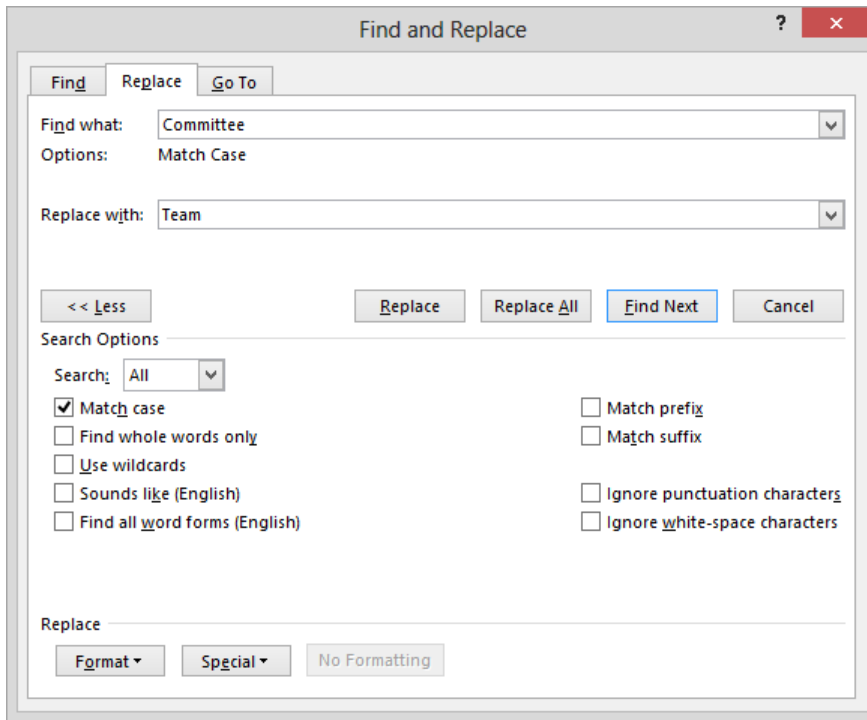 Find and Replace ?
Find Replace Go To
Find what: Committee
Options: Match Case
Replace with: Team
<< Less Replace Replace All Find Next Cancel
Search Options
Search: All
Match case Match prefix
Find whole words only Match suffix
Use wildcards
Sounds like (English) Ignore punctuation characters
Find all word forms (English) Ignore white-space characters
Replace
Format Special No Formatting